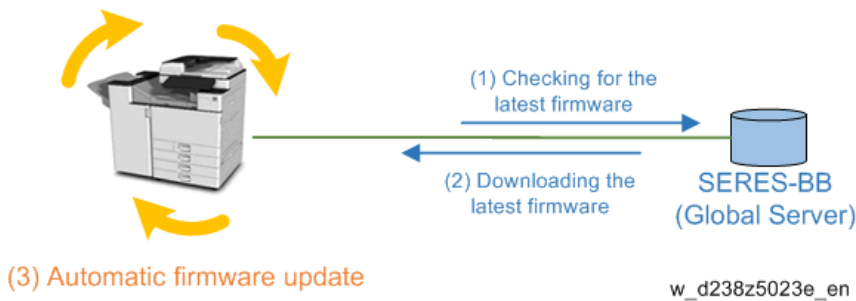 (1) Checking for the
latest firmware
(2) Downloading the
latest firmware
SERES-BB
(Global Server)
(3) Automatic firmware update
w_d238z5023e_en